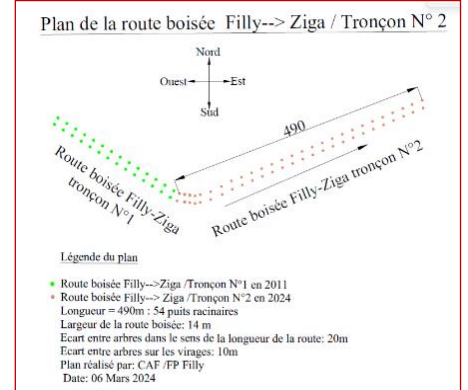 Plan de la route boisée Filly--> Ziga / Tronçon N° 2
Nord
Ouest
Est
Sud
490
Route boisée Filly-Ziga
tronçon N°1
Route boisée Filly-Ziga tronçon N°2
Légende du plan
Route boisée Filly-->Ziga /Tronçon N°1 en 2011
Route boisée Filly--> Ziga /Tronçon N°2 en 2024
Longueur = 490m : 54 puits racinaires
Largeur de la route boisée: 14 m
Ecart entre arbres dans le sens de la longueur de la route: 20m
Ecart entre arbres sur les virages: 10m
Plan réalisé par: CAF /FP Filly
Date: 06 Mars 2024